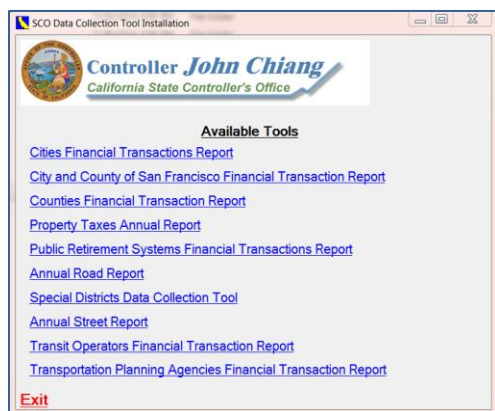 SCO Data Collection Tool Installation
Controller John Chiang
California State Controller's Office
Available Tools
Cities Financial Transactions Report
City and County of San Francisco Financial Transaction Report
Counties Financial Transaction Report
Property Taxes Annual Report
Public Retirement Systems Financial Transactions Report
Annual Road Report
Special Districts Data Collection Tool
Annual Street Report
Transit Operators Financial Transaction Report
Transportation Planning Agencies Financial Transaction Report
Exit